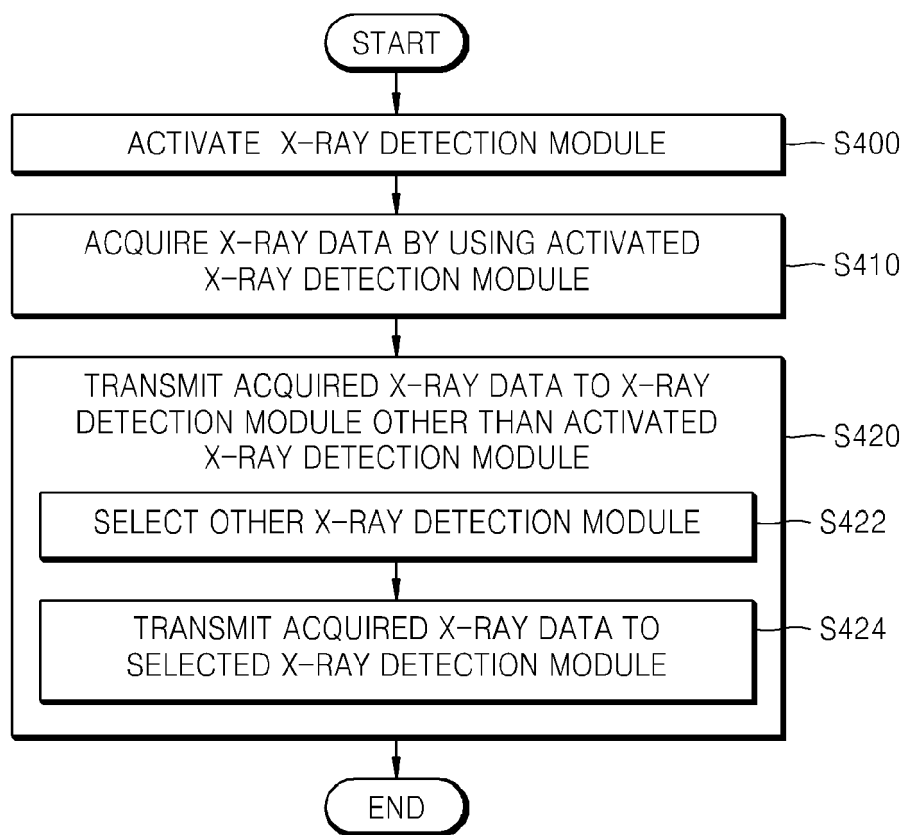 START
ACTIVATE X-RAY DETECTION MODULE
S400
ACQUIRE X-RAY DATA BY USING ACTIVATED
X-RAY DETECTION MODULE
S410
TRANSMIT ACQUIRED X-RAY DATA TO X-RAY
DETECTION MODULE OTHER THAN ACTIVATED
X-RAY DETECTION MODULE
S420
SELECT OTHER X-RAY DETECTION MODULE
S422
TRANSMIT ACQUIRED X-RAY DATA TO
SELECTED X-RAY DETECTION MODULE
S424
END